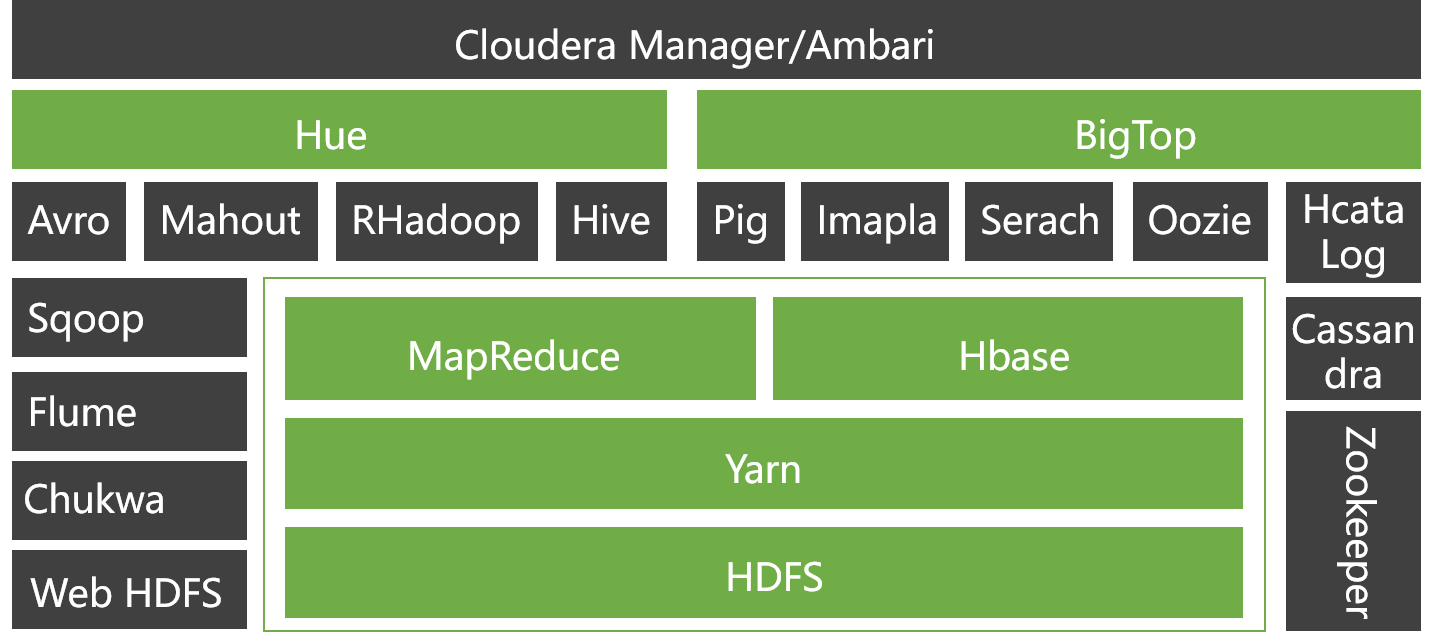 Cloudera Manager/Ambari
Hue
BigTop
Avro
Mahout
RHadoop
Hive
Pig
Imapla
Serach
Oozie
Hcata
Log
Sqoop
Flume
Chukwa
Web HDFS
MapReduce
Hbase
Yarn
HDFS
Cassan
dra
Zookeeper